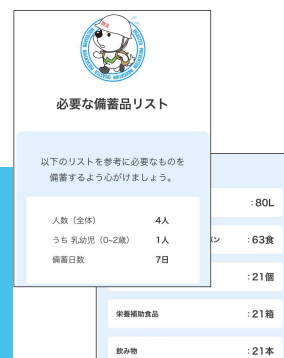 必要な備蓄品リスト
以下のリストを参考に必要なものを
備蓄するよう心がけましょう。
人数（全体） 4人
うち 乳幼児（0-2歳） 1人
備蓄日数 7日
：80L
パン ：63食
：21個
栄養補助食品 ：21箱
飲み物 ：21本